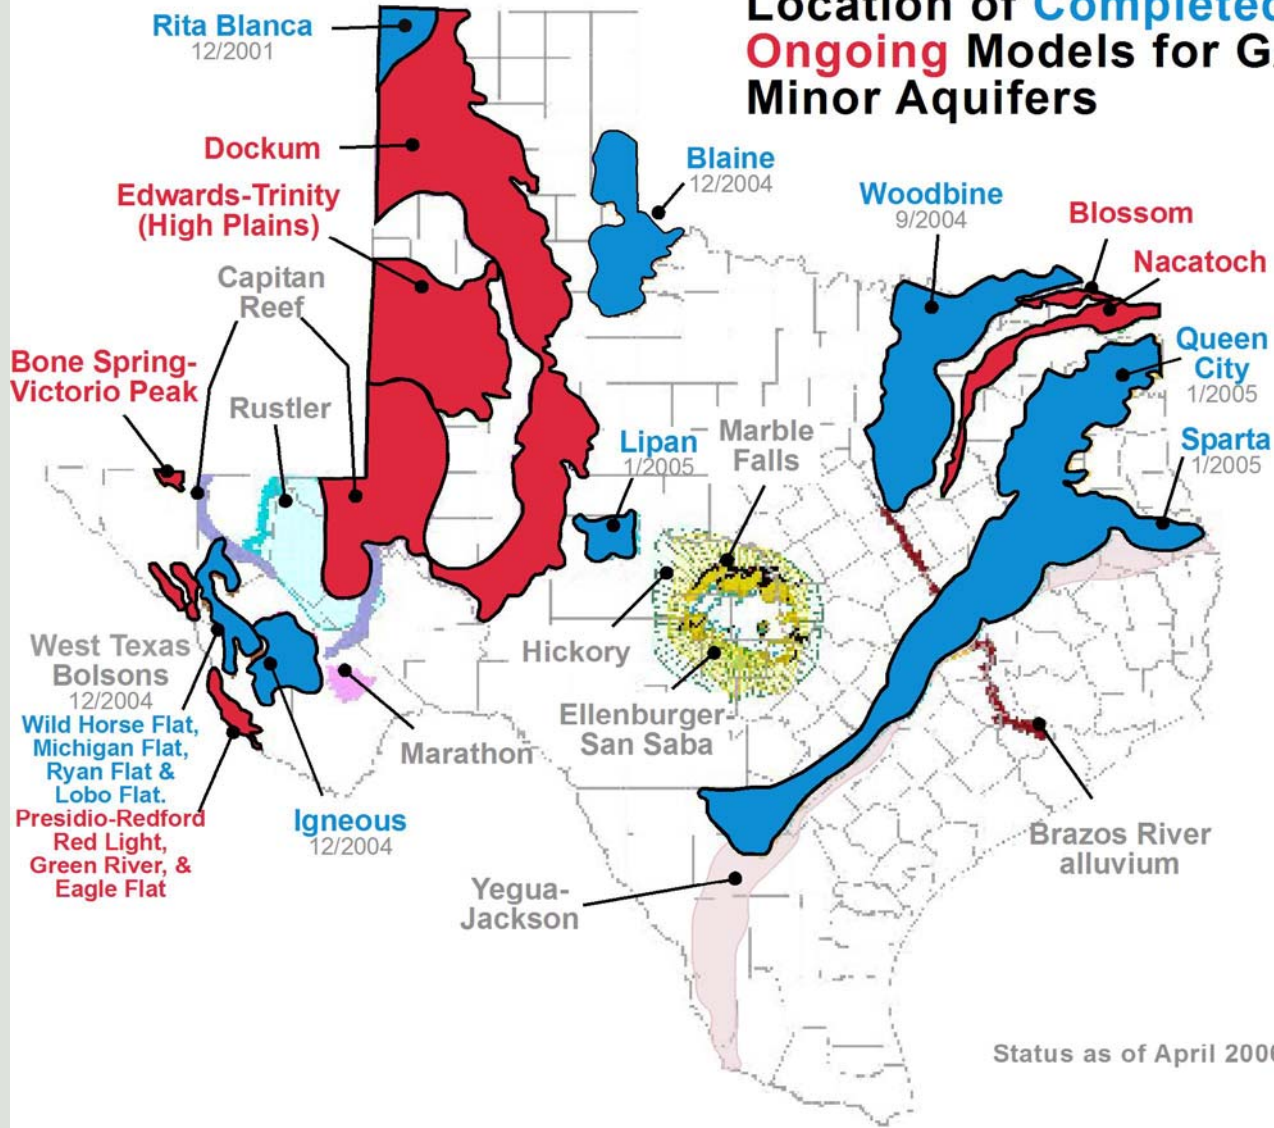 Location of Completed
Ongoing Models for
Minor Aquifers
Rita Blanca
12/2001
Dockum
Edwards-Trinity
(High Plains)
Capitan
Reef
Bone Spring-
Victorio Peak
Rustler
Blaine
12/2004
Woodbine
9/2004
Blossom
Nacatoch
Queen
City
1/2005
Sparta
1/2005
Lipan
1/2005
Marble
Falls
Hickory
Ellenburger-
San Saba
West Texas
Bolsons
12/2004
Wild Horse Flat,
Michigan Flat,
Ryan Flat &
Lobo Flat.
Presidio-Redford
Red Light,
Green River, &
Eagle Flat
Igneous
12/2004
Marathon
Yegua-
Jackson
Brazos River
alluvium
Status as of April